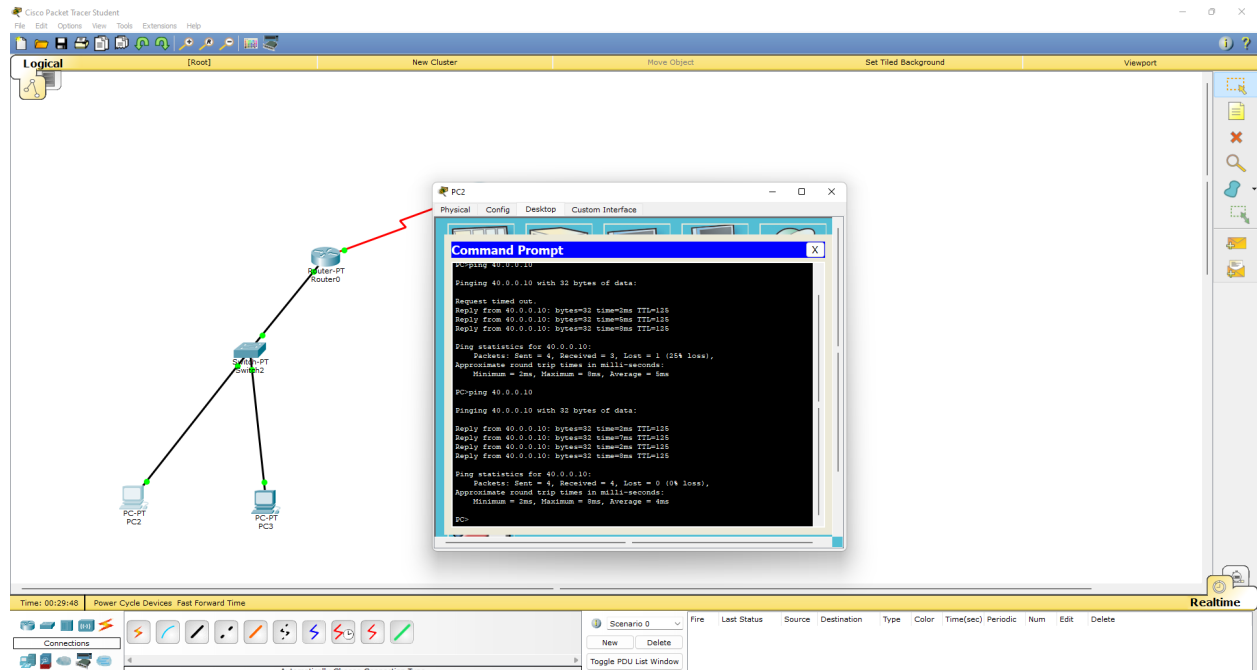 Cisco Packet Tracer Student
File Edit Options View Tools Extensions Help
Logical
[Root]
New Cluster
Move Object
Set Tiled Background
Viewport
PC2
Physical Config Desktop Custom Interface
Command Prompt
X
PC>ping 40.0.0.10
Pinging 40.0.0.10 with 32 bytes of data:
Request timed out.
Reply from 40.0.0.10: bytes=32 time=2ms TTL=125
Reply from 40.0.0.10: bytes=32 time=5ms TTL=125
Reply from 40.0.0.10: bytes=32 time=8ms TTL=125
Ping statistics for 40.0.0.10:
Packets: Sent = 4, Received = 3, Lost = 1 (25% loss),
Approximate round trip times in milli-seconds:
Minimum = 2ms, Maximum = 8ms, Average = 5ms
PC>ping 40.0.0.10
Pinging 40.0.0.10 with 32 bytes of data:
Reply from 40.0.0.10: bytes=32 time=2ms TTL=125
Reply from 40.0.0.10: bytes=32 time=7ms TTL=125
Reply from 40.0.0.10: bytes=32 time=2ms TTL=125
Reply from 40.0.0.10: bytes=32 time=8ms TTL=125
Ping statistics for 40.0.0.10:
Packets: Sent = 4, Received = 4, Lost = 0 (0% loss),
Approximate round trip times in milli-seconds:
Minimum = 2ms, Maximum = 8ms, Average = 4ms
PC>
Router-PT
Router0
Switch-PT
Switch2
PC-PT
PC2
PC-PT
PC3
Time: 00:29:48 Power Cycle Devices Fast Forward Time
Realtime
Connections
Scenario 0
New Delete
Toggle PDU List Window
Fire Last Status Source Destination Type Color Time(sec) Periodic Num Edit Delete